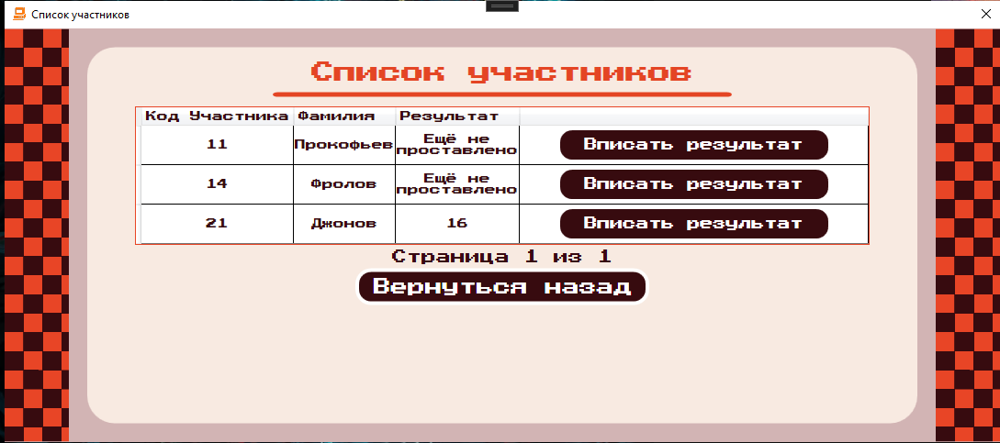 Список участников
Список участников
Код Участника Фамилия Результат
11 Прокофьев Ещё не проставлено Вписать результат
14 Фролов Ещё не проставлено Вписать результат
21 Джонов 16 Вписать результат
Страница 1 из 1
Вернуться назад